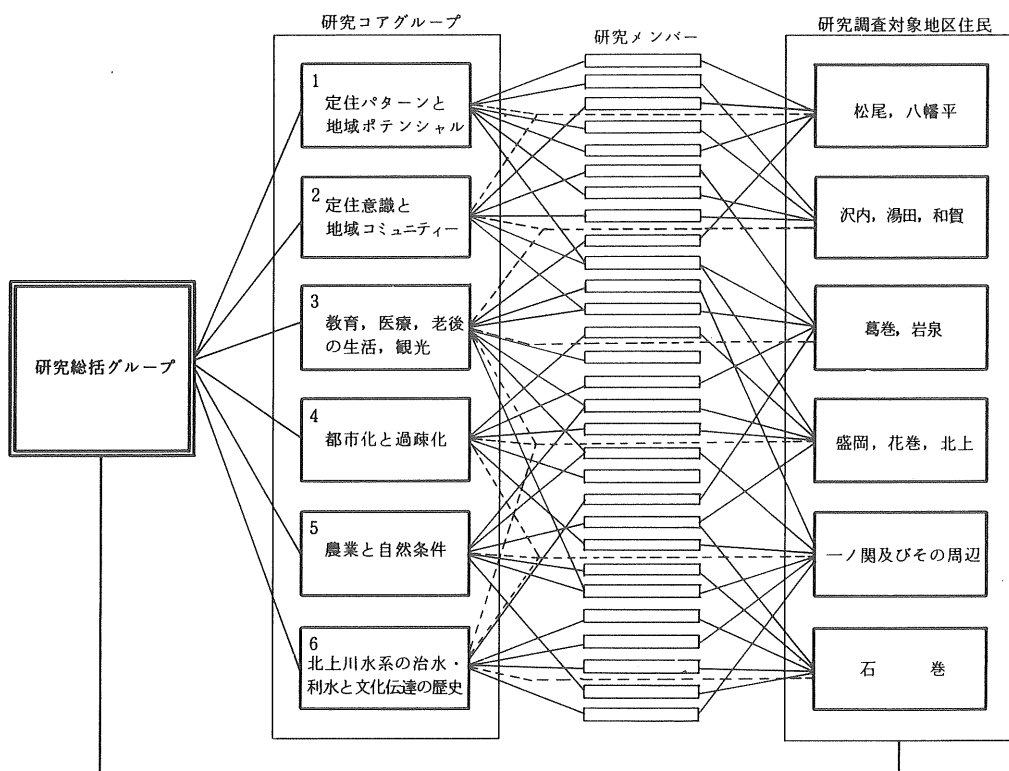 研究コアグループ
研究メンバー
研究調査対象地区住民
研究総括グループ
1
定住パターンと
地域ポテンシャル
2
定住意識と
地域コミュニティー
3
教育，医療，老後
の生活，観光
4
都市化と過疎化
5
農業と自然条件
6
北上川水系の治水・
利水と文化伝達の歴史
松尾，八幡平
沢内，湯田，和賀
葛巻，岩泉
盛岡，花巻，北上
一ノ関及びその周辺
石　　巻